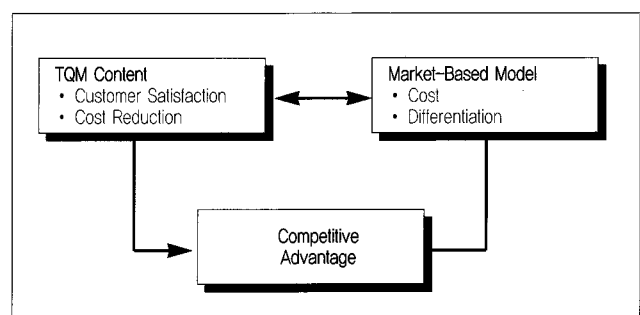 TQM Content
• Customer Satisfaction
• Cost Reduction
Market-Based Model
• Cost
• Differentiation
Competitive
Advantage